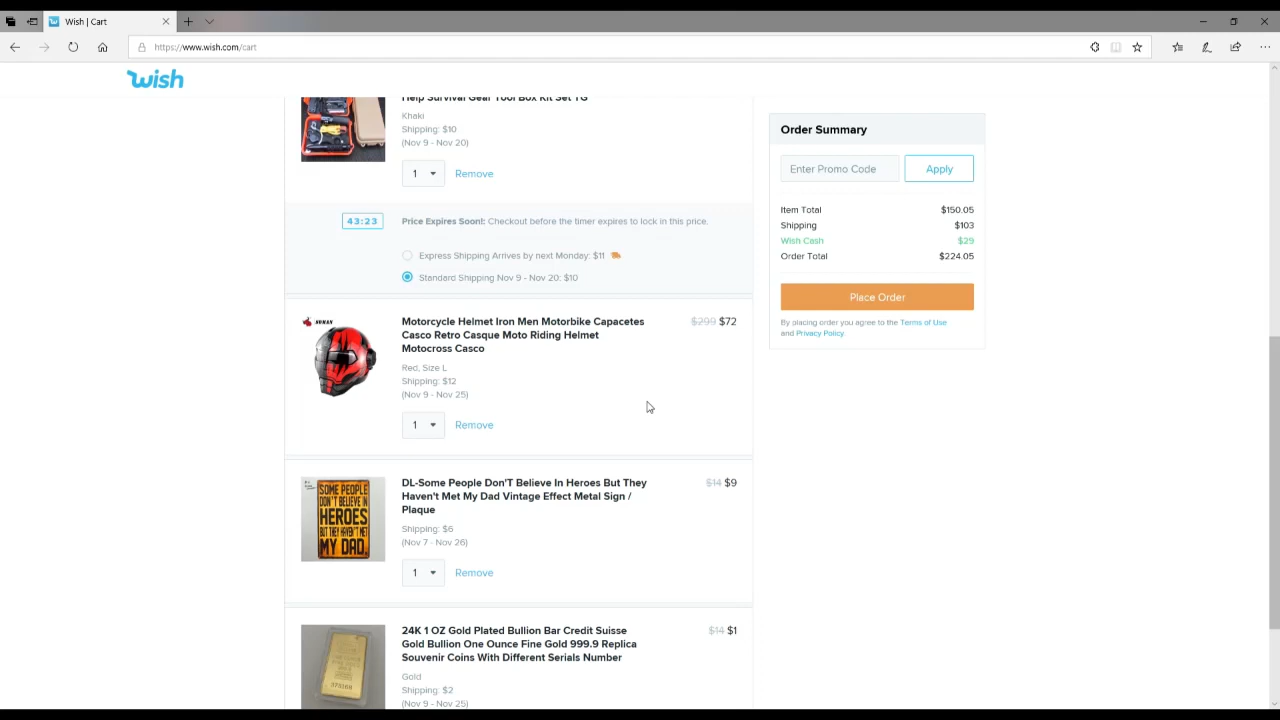 Wish | Cart
https://www.wish.com/cart
wish
Help Survival Gear Tool Box Kit Set TG
Khaki
Shipping: $10
(Nov 9 - Nov 20)
1
Remove
43:23
Price Expires Soon!: Checkout before the timer expires to lock in this price.
Express Shipping Arrives by next Monday: $11
Standard Shipping Nov 9 - Nov 20: $10
Motorcycle Helmet Iron Men Motorbike Capacetes
Casco Retro Casque Moto Riding Helmet
Motocross Casco
$299 $72
Red, Size L
Shipping: $12
(Nov 9 - Nov 25)
1
Remove
DL-Some People Don'T Believe In Heroes But They
Haven't Met My Dad Vintage Effect Metal Sign /
Plaque
$14 $9
SOME PEOPLE
DON'T BELIEVE IN
HEROES
BUT THEY HAVEN'T MET
MY DAD.
Shipping: $6
(Nov 7 - Nov 26)
1
Remove
24K 1 OZ Gold Plated Bullion Bar Credit Suisse
Gold Bullion One Ounce Fine Gold 999.9 Replica
Souvenir Coins With Different Serials Number
$14 $1
Gold
Shipping: $2
(Nov 9 - Nov 25)
Order Summary
Enter Promo Code
Apply
Item Total $150.05
Shipping $103
Wish Cash $29
Order Total $224.05
Place Order
By placing order you agree to the Terms of Use
and Privacy Policy